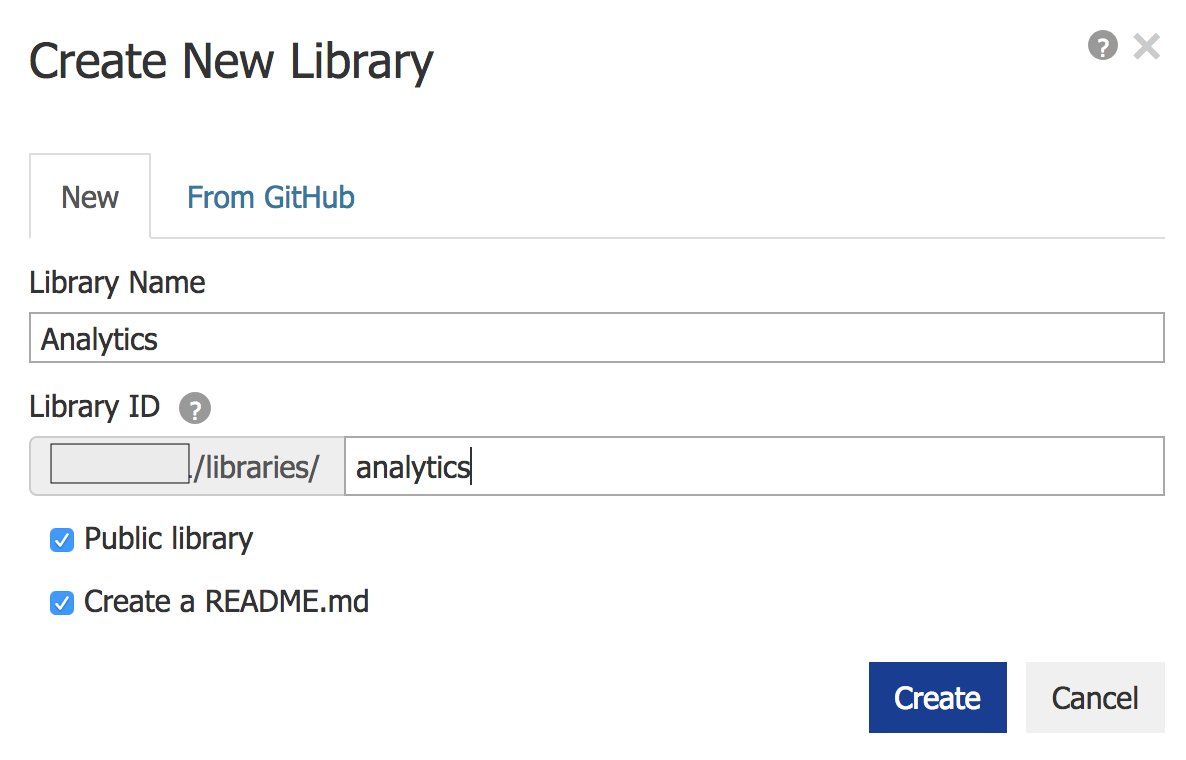 Create New Library
New From GitHub
Library Name
Analytics
Library ID ?
./libraries/ analytics
Public library
Create a README.md
Create Cancel